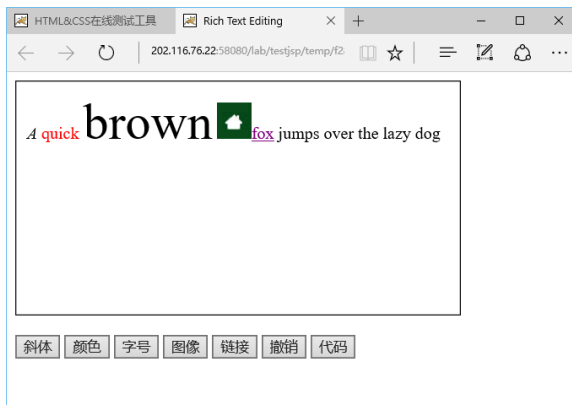 HTML&CSS在线测试工具 Rich Text Editing
202.116.76.22:58080/lab/testjsp/temp/f2
A quick brown fox jumps over the lazy dog
斜体 颜色 字号 图像 链接 撤销 代码